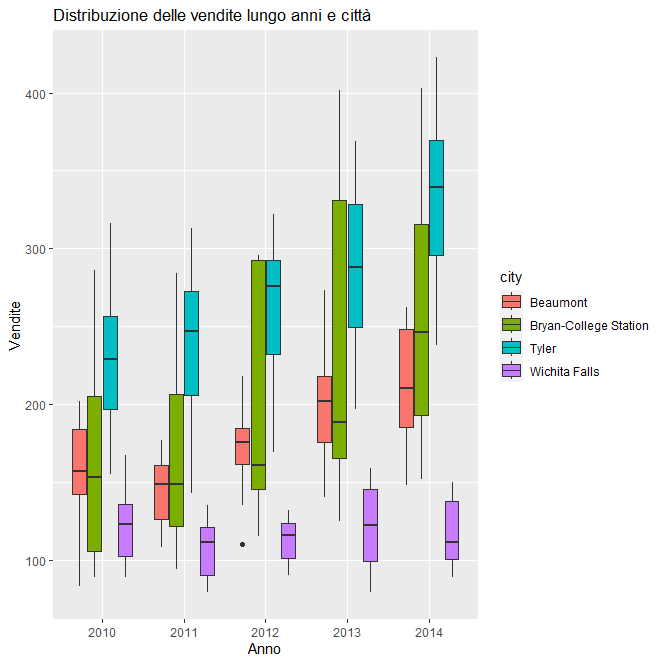 Distribuzione delle vendite lungo anni e città
400
300
200
100
Vendite
2010 2011 2012 2013 2014
Anno
city
Beaumont
Bryan-College Station
Tyler
Wichita Falls